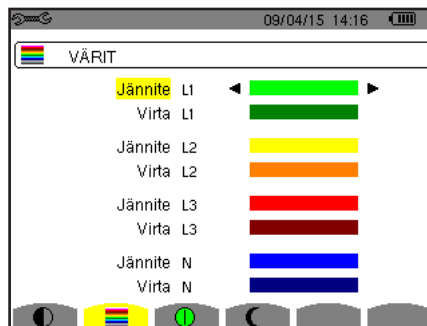 09/04/15 14:16
VÄRIT
Jännite L1
Virta L1
Jännite L2
Virta L2
Jännite L3
Virta L3
Jännite N
Virta N